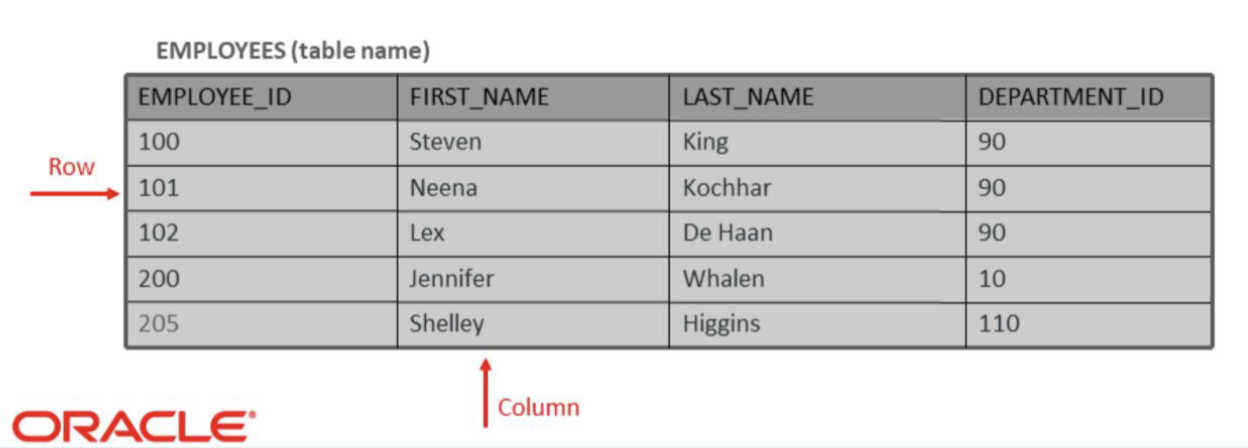 EMPLOYEES (table name)
EMPLOYEE_ID FIRST_NAME LAST_NAME DEPARTMENT_ID
100 Steven King 90
Row
101 Neena Kochhar 90
102 Lex De Haan 90
200 Jennifer Whalen 10
205 Shelley Higgins 110
Column
ORACLE